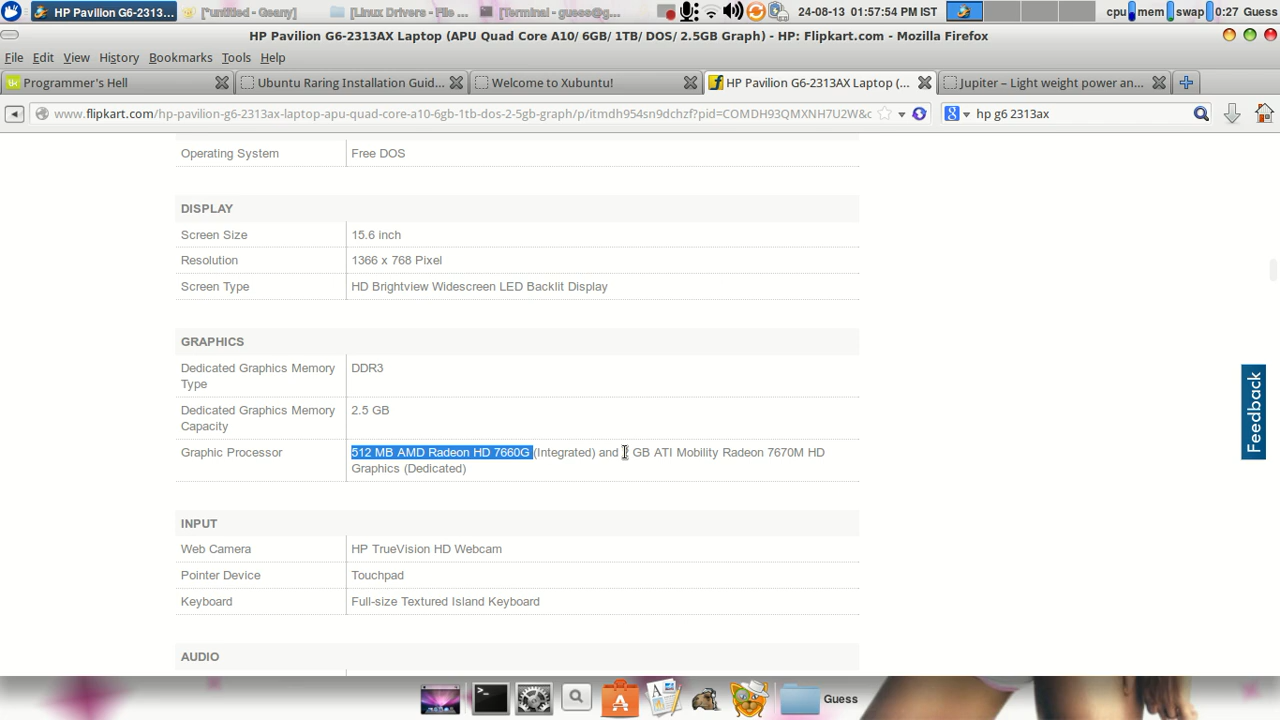 HP Pavilion G6-2313...
[*untitled - Geany]
[Linux Drivers - File ...
[Terminal - guess@g...
24-08-13 01:57:54 PM IST
cpu mem swap 0:27 Guess
HP Pavilion G6-2313AX Laptop (APU Quad Core A10/ 6GB/ 1TB/ DOS/ 2.5GB Graph) - HP: Flipkart.com - Mozilla Firefox
File Edit View History Bookmarks Tools Help
Programmer's Hell
Ubuntu Raring Installation Guid...
Welcome to Xubuntu!
HP Pavilion G6-2313AX Laptop (...
Jupiter – Light weight power an...
www.flipkart.com/hp-pavilion-g6-2313ax-laptop-apu-quad-core-a10-6gb-1tb-dos-2-5gb-graph/p/itmdh954sn9dchzf?pid=COMDH93QMXNH7U2W&c
hp g6 2313ax
Operating System Free DOS
DISPLAY
Screen Size 15.6 inch
Resolution 1366 x 768 Pixel
Screen Type HD Brightview Widescreen LED Backlit Display
GRAPHICS
Dedicated Graphics Memory DDR3
Type
Dedicated Graphics Memory 2.5 GB
Capacity
Graphic Processor 512 MB AMD Radeon HD 7660G (Integrated) and GB ATI Mobility Radeon 7670M HD
Graphics (Dedicated)
Feedback
INPUT
Web Camera HP TrueVision HD Webcam
Pointer Device Touchpad
Keyboard Full-size Textured Island Keyboard
AUDIO
Guess